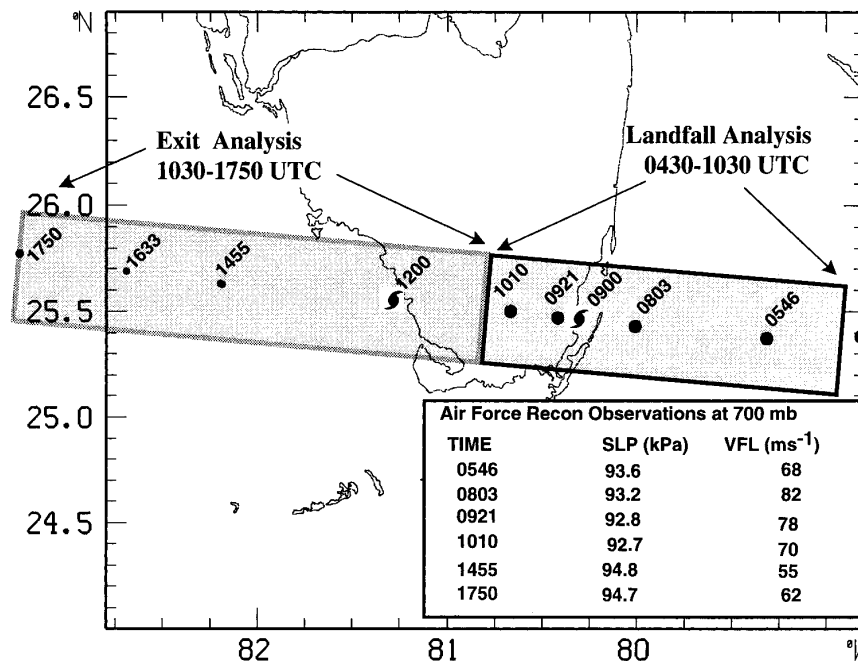 °N
26.5
Exit Analysis
1030-1750 UTC
Landfall Analysis
0430-1030 UTC
26.0
1750
1633
1455
1200
1010
0921
0900
0803
0546
25.5
25.0
24.5
Air Force Recon Observations at 700 mb
TIME SLP (kPa) VFL (ms-1)
0546 93.6 68
0803 93.2 82
0921 92.8 78
1010 92.7 70
1455 94.8 55
1750 94.7 62
82 81 80